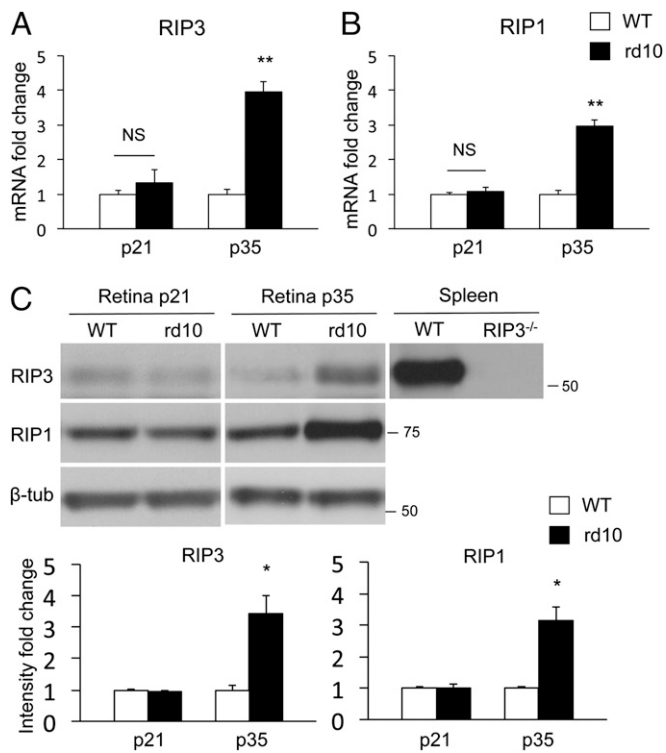 A
RIP3
mRNA fold change
5
4
3
2
1
0
NS
**
p21
p35
B
RIP1
WT
rd10
mRNA fold change
5
4
3
2
1
0
NS
**
p21
p35
C
Retina p21
Retina p35
Spleen
WT
rd10
WT
rd10
WT
RIP3-/-
RIP3
50
RIP1
75
β-tub
50
WT
rd10
RIP3
Intensity fold change
5
4
3
2
1
0
*
p21
p35
RIP1
5
4
3
2
1
0
*
p21
p35